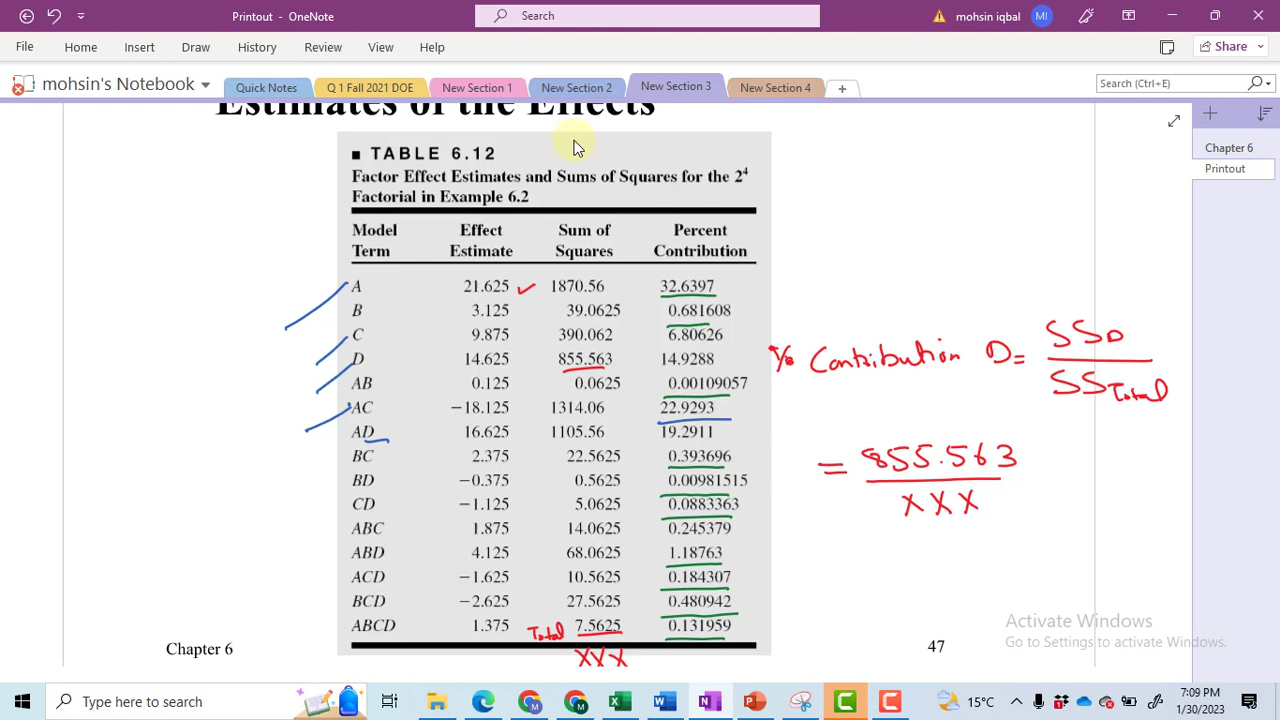 Printout - OneNote
Search
mohsin iqbal
MI
File
Home
Insert
Draw
History
Review
View
Help
Share
mohsin's Notebook
Quick Notes
Q 1 Fall 2021 DOE
New Section 1
New Section 2
New Section 3
New Section 4
Search (Ctrl+E)
Chapter 6
Printout
Estimates of the Effects
■ TABLE 6.12
Factor Effect Estimates and Sums of Squares for the 2⁴
Factorial in Example 6.2
Model Term Effect Estimate Sum of Squares Percent Contribution
A 21.625 1870.56 32.6397
B 3.125 39.0625 0.681608
C 9.875 390.062 6.80626
D 14.625 855.563 14.9288
AB 0.125 0.0625 0.00109057
AC −18.125 1314.06 22.9293
AD 16.625 1105.56 19.2911
BC 2.375 22.5625 0.393696
BD −0.375 0.5625 0.00981515
CD −1.125 5.0625 0.0883363
ABC 1.875 14.0625 0.245379
ABD 4.125 68.0625 1.18763
ACD −1.625 10.5625 0.184307
BCD −2.625 27.5625 0.480942
ABCD 1.375 7.5625 0.131959
Total
XXX
% Contribution D = SSD / SSTotal
= 855.563 / XXX
Chapter 6
47
Activate Windows
Go to Settings to activate Windows.
Type here to search
15°C
7:09 PM
1/30/2023